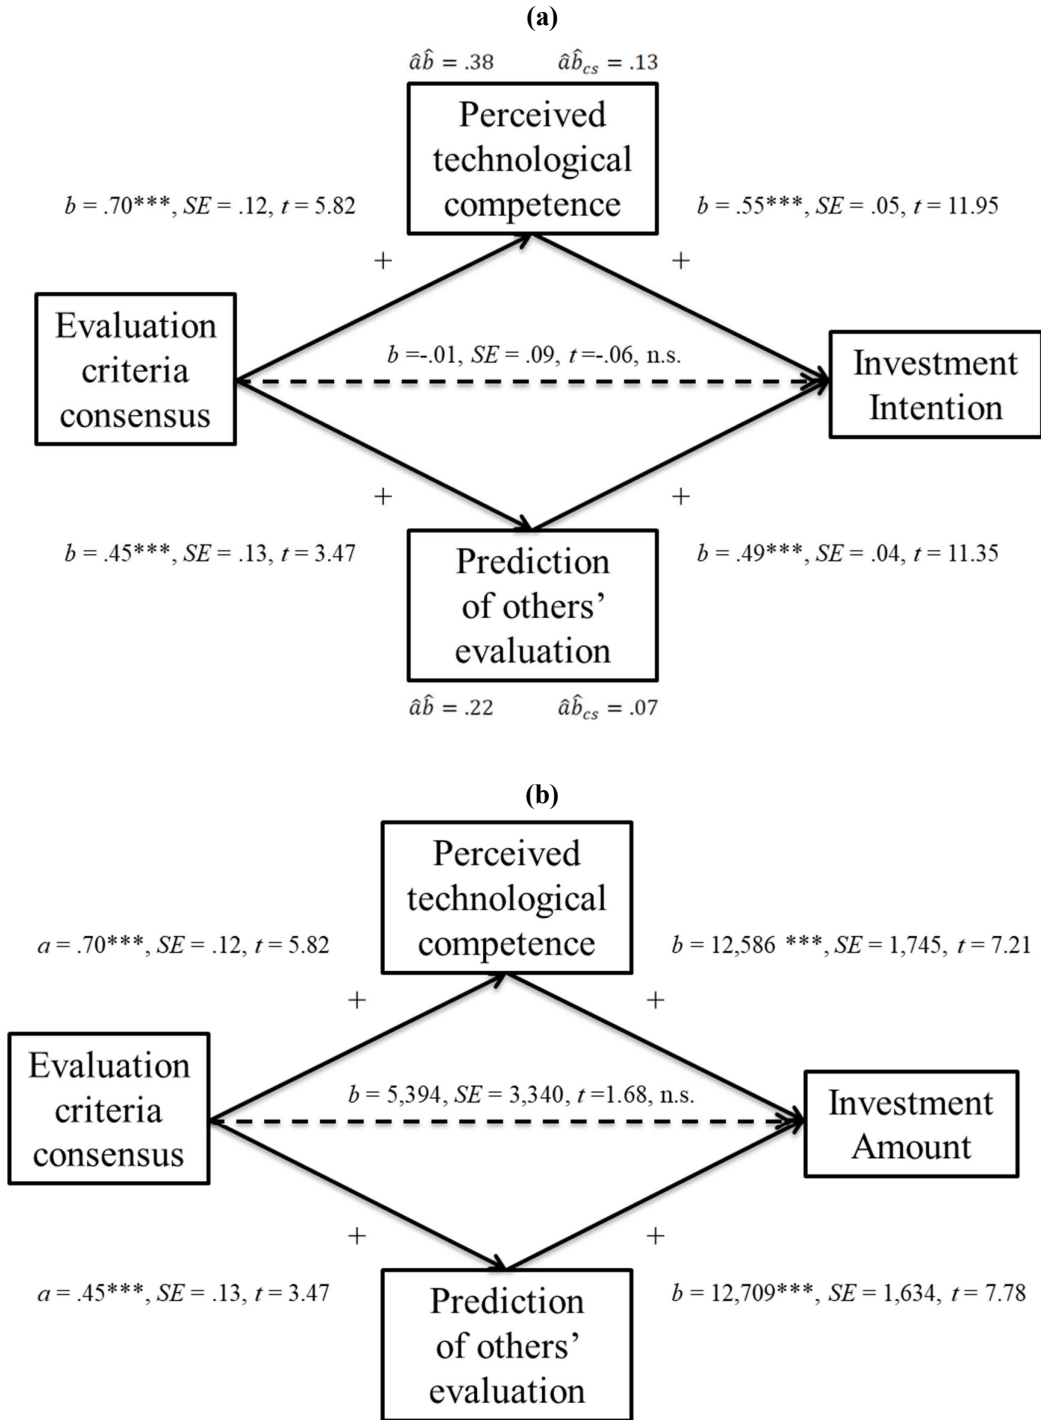 (a)
âb̂ = .38 âb̂cs = .13
Perceived
technological
competence
b = .70***, SE = .12, t = 5.82
b = .55***, SE = .05, t = 11.95
+ +
Evaluation
criteria
consensus
b =-.01, SE = .09, t =-.06, n.s.
Investment
Intention
+ +
b = .45***, SE = .13, t = 3.47
b = .49***, SE = .04, t = 11.35
Prediction
of others’
evaluation
âb̂ = .22 âb̂cs = .07
(b)
Perceived
technological
competence
a = .70***, SE = .12, t = 5.82
b = 12,586 ***, SE = 1,745, t = 7.21
+ +
Evaluation
criteria
consensus
b = 5,394, SE = 3,340, t =1.68, n.s.
Investment
Amount
+ +
a = .45***, SE = .13, t = 3.47
b = 12,709***, SE = 1,634, t = 7.78
Prediction
of others’
evaluation